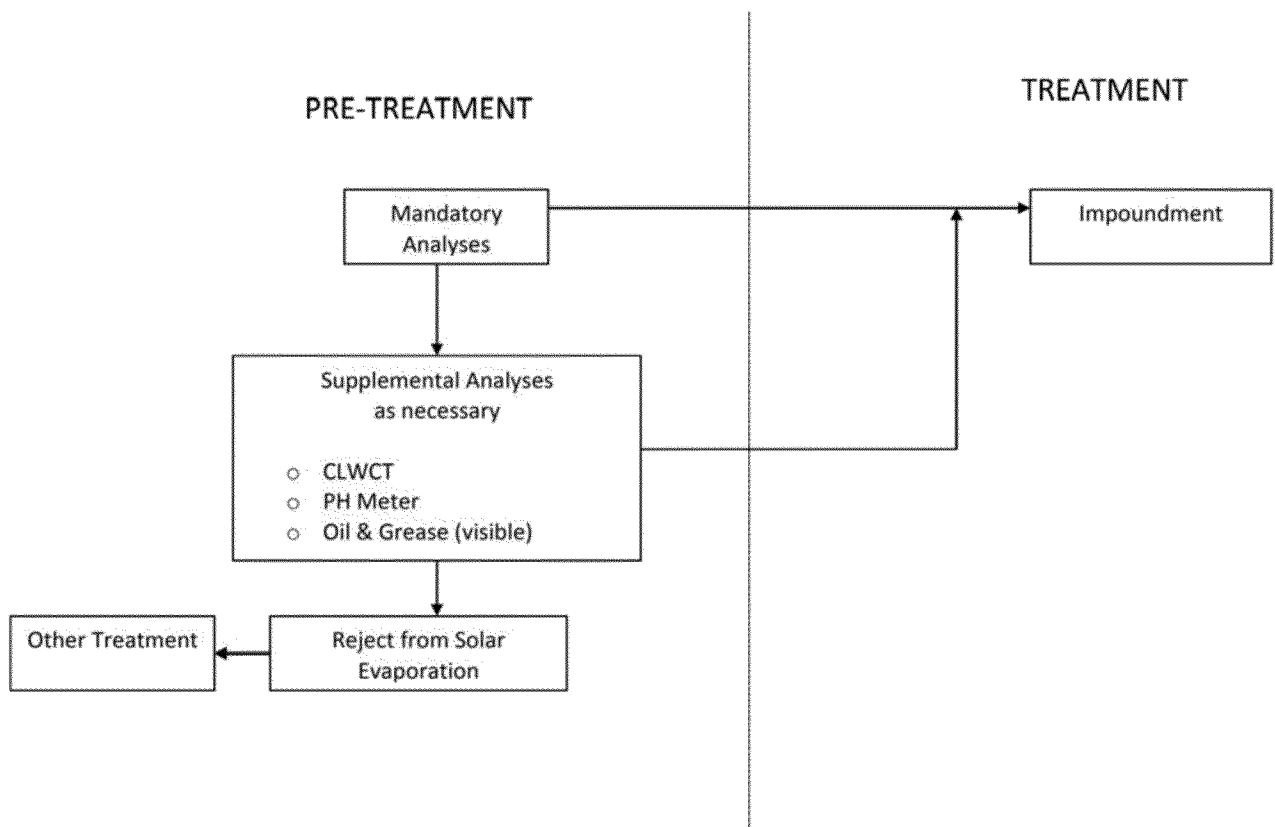 PRE-TREATMENT
TREATMENT
Mandatory
Analyses
Impoundment
Supplemental Analyses
as necessary
○ CLWCT
○ PH Meter
○ Oil & Grease (visible)
Other Treatment
Reject from Solar
Evaporation